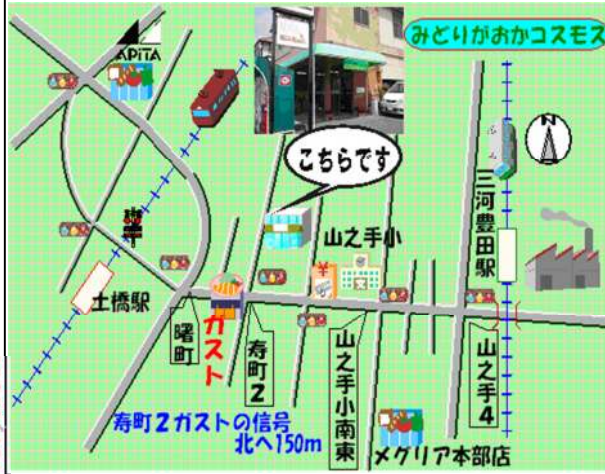 APiTA
みどりがおかコスモス
こちらです
N
三河豊田駅
山之手小
¥
文
土橋駅
曙町
ガスト
寿町2
山之手小南東
山之手4
寿町2ガストの信号
北へ150m
メグリア本部店